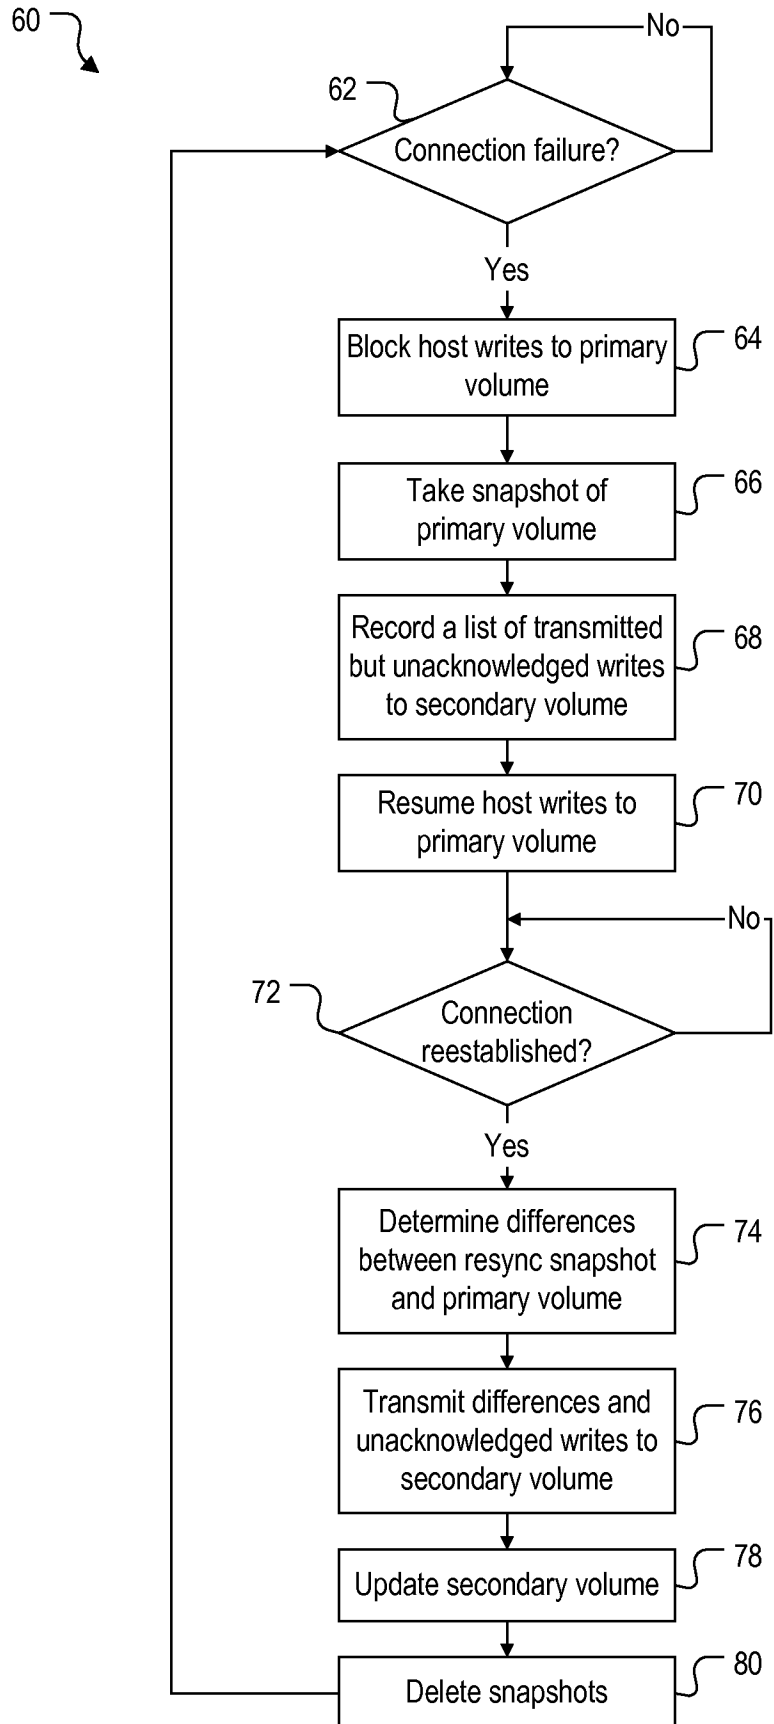 60
No
62
Connection failure?
Yes
Block host writes to primary
volume
64
Take snapshot of
primary volume
66
Record a list of transmitted
but unacknowledged writes
to secondary volume
68
Resume host writes to
primary volume
70
No
72
Connection
reestablished?
Yes
Determine differences
between resync snapshot
and primary volume
74
Transmit differences and
unacknowledged writes to
secondary volume
76
Update secondary volume
78
Delete snapshots
80